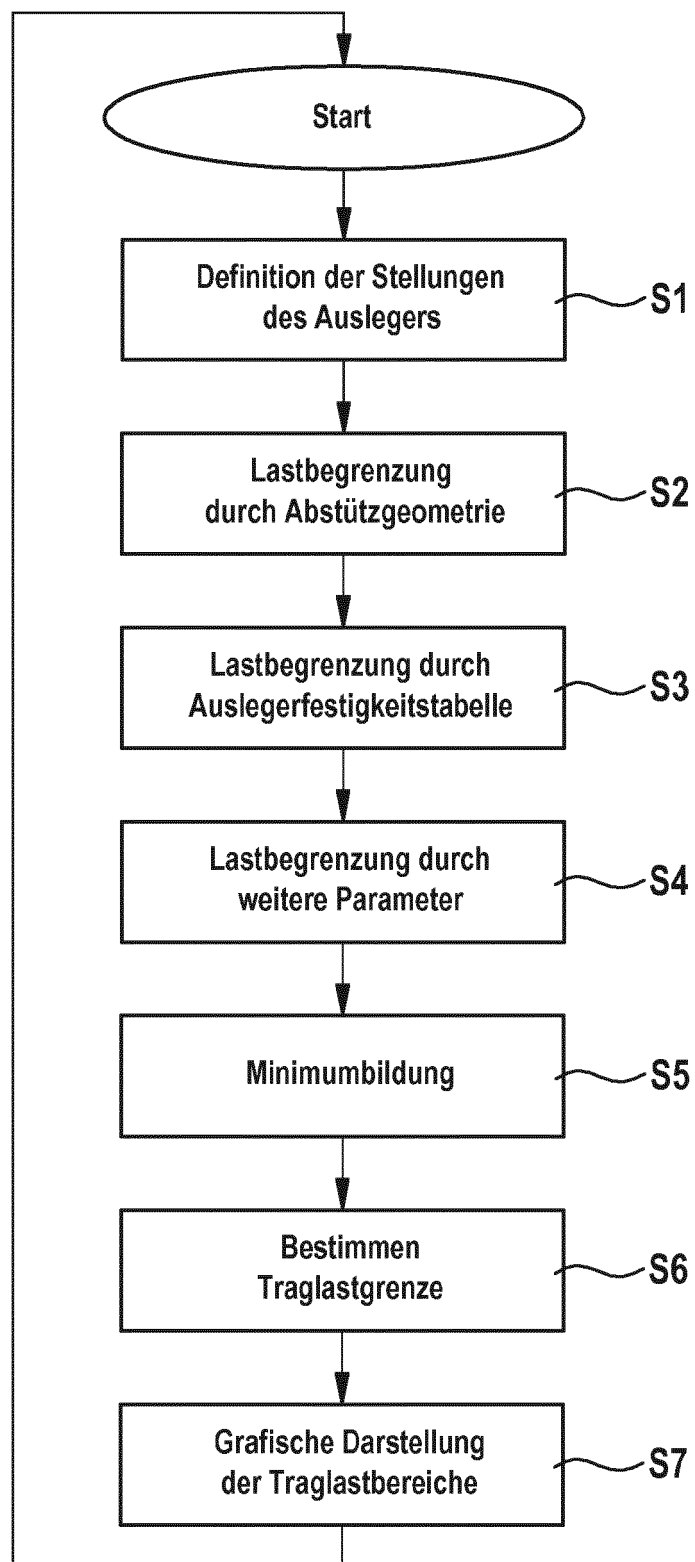 Start
Definition der Stellungen
des Auslegers
S1
Lastbegrenzung
durch Abstützgeometrie
S2
Lastbegrenzung durch
Auslegerfestigkeitstabelle
S3
Lastbegrenzung durch
weitere Parameter
S4
Minimumbildung
S5
Bestimmen
Traglastgrenze
S6
Grafische Darstellung
der Traglastbereiche
S7